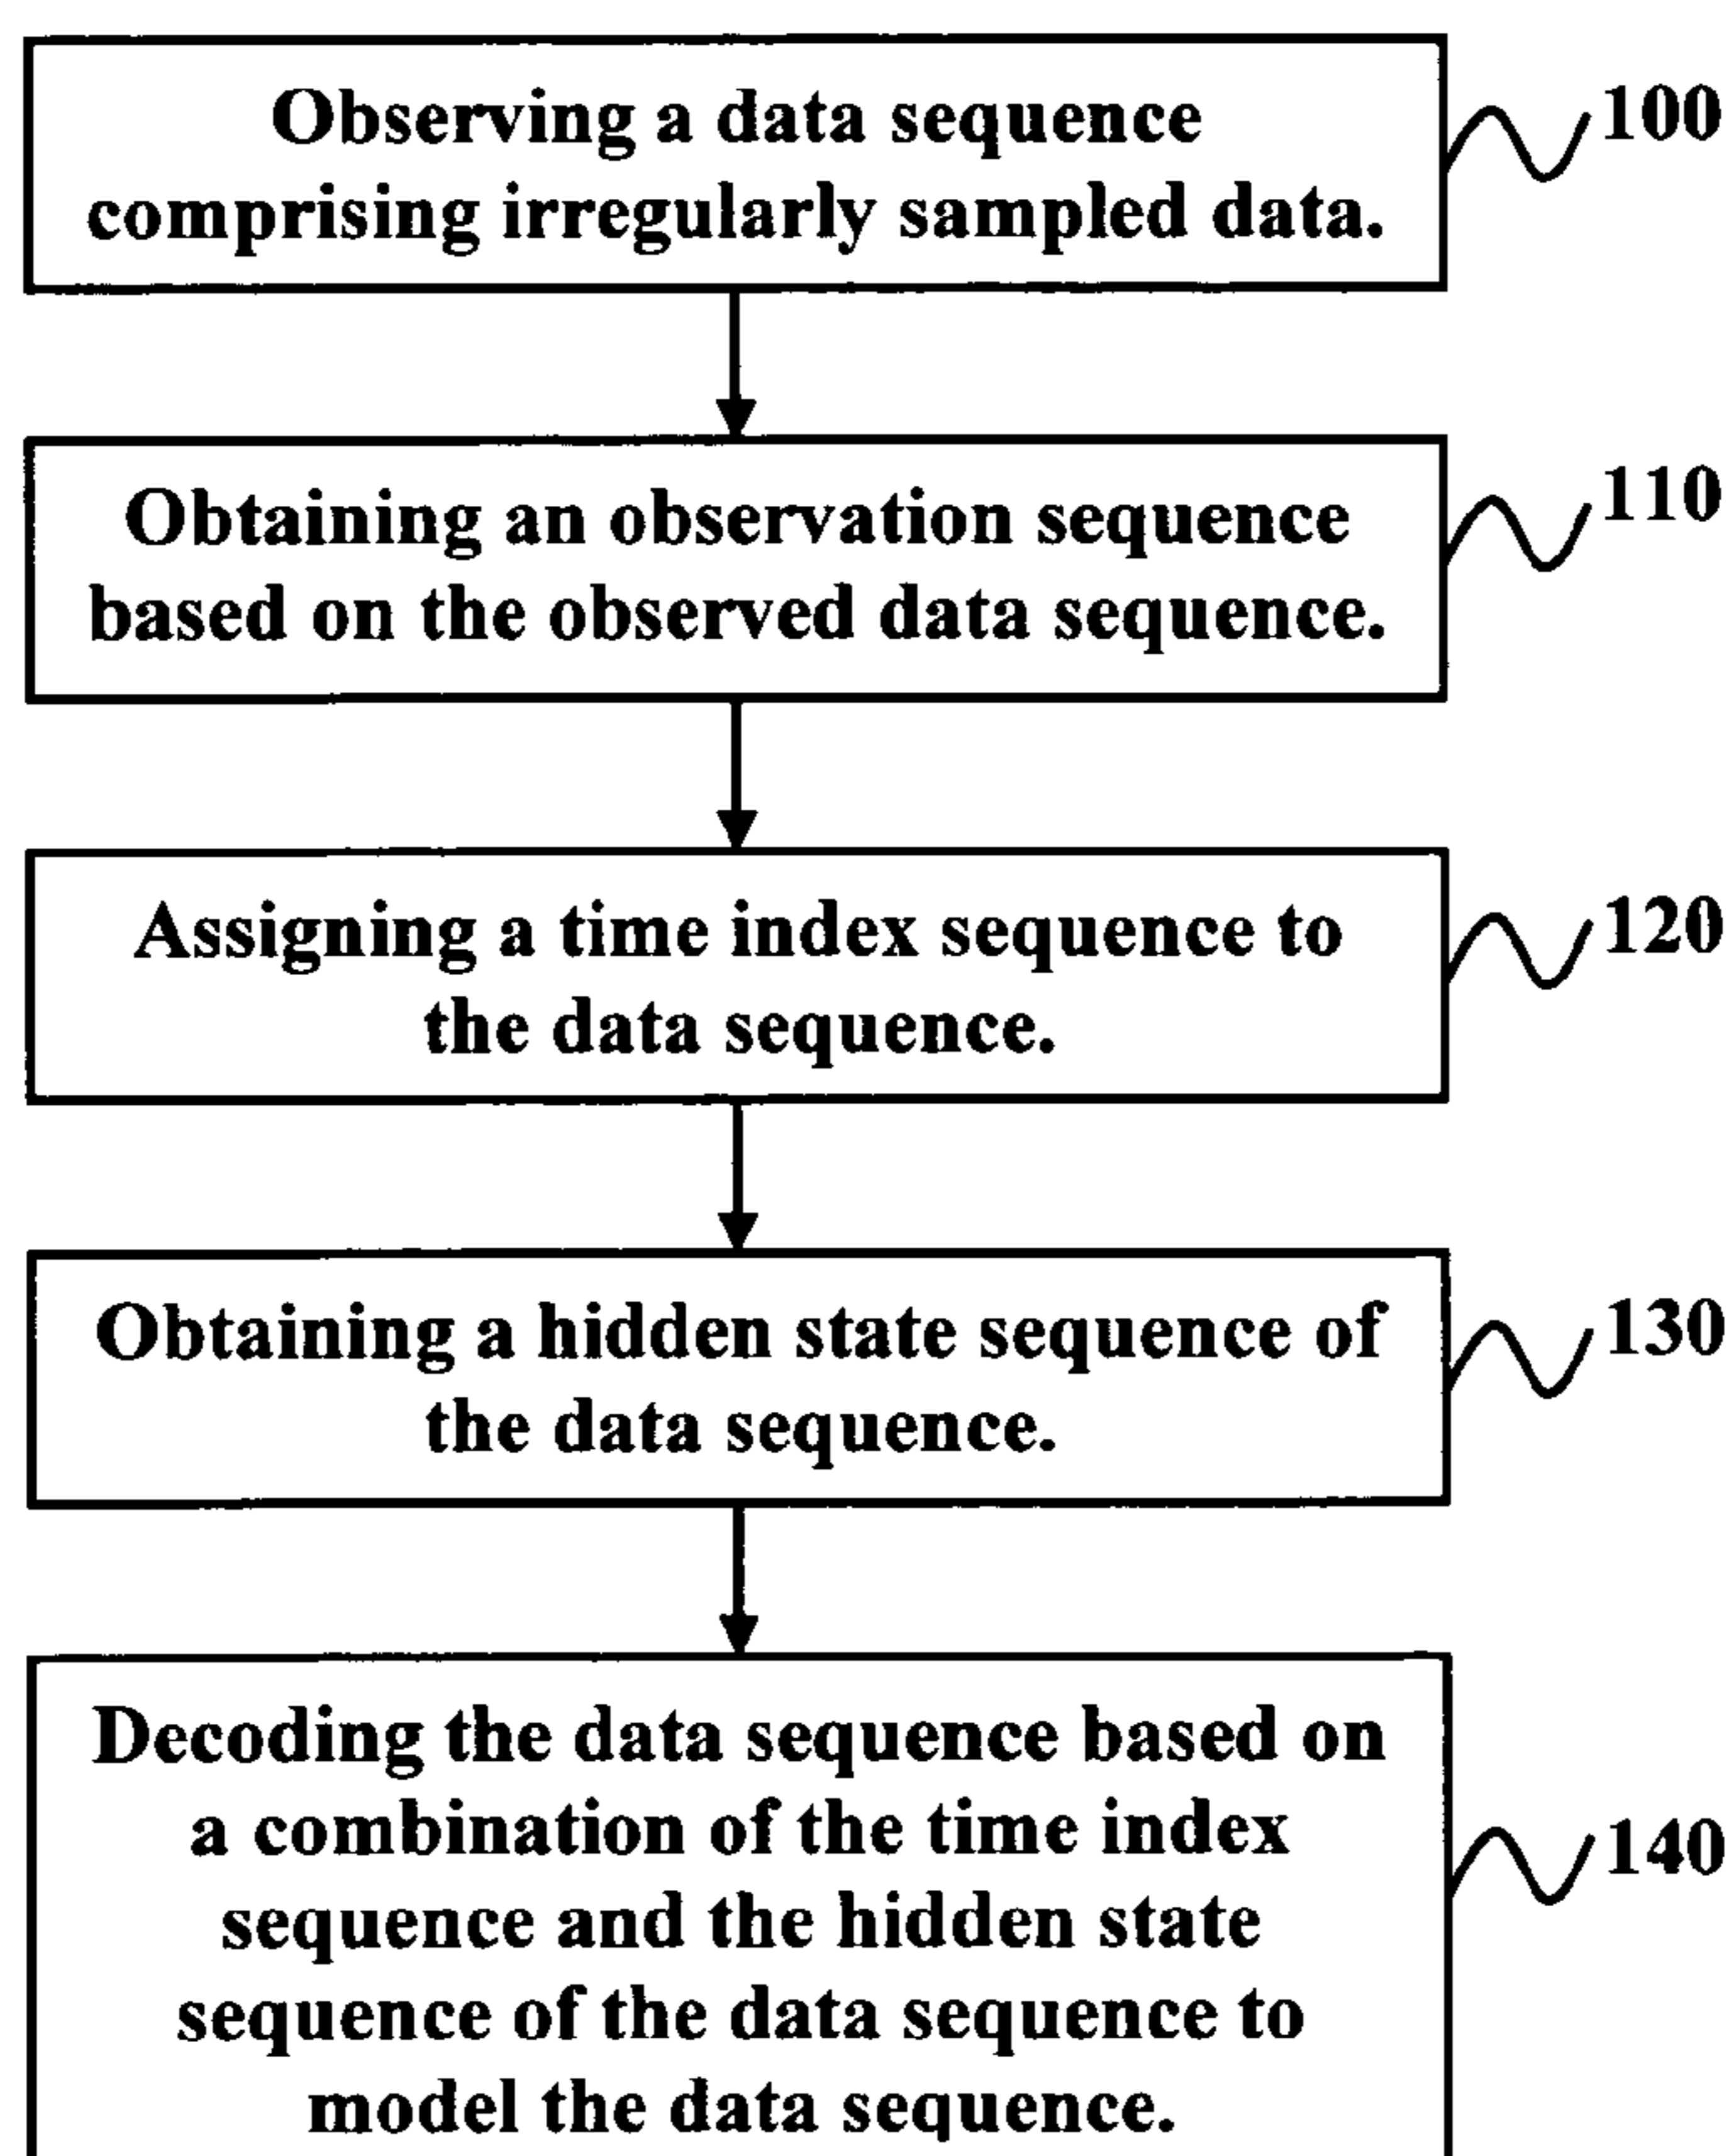 Observing a data sequence
comprising irregularly sampled data.
100
Obtaining an observation sequence
based on the observed data sequence.
110
Assigning a time index sequence to
the data sequence.
120
Obtaining a hidden state sequence of
the data sequence.
130
Decoding the data sequence based on
a combination of the time index
sequence and the hidden state
sequence of the data sequence to
model the data sequence.
140